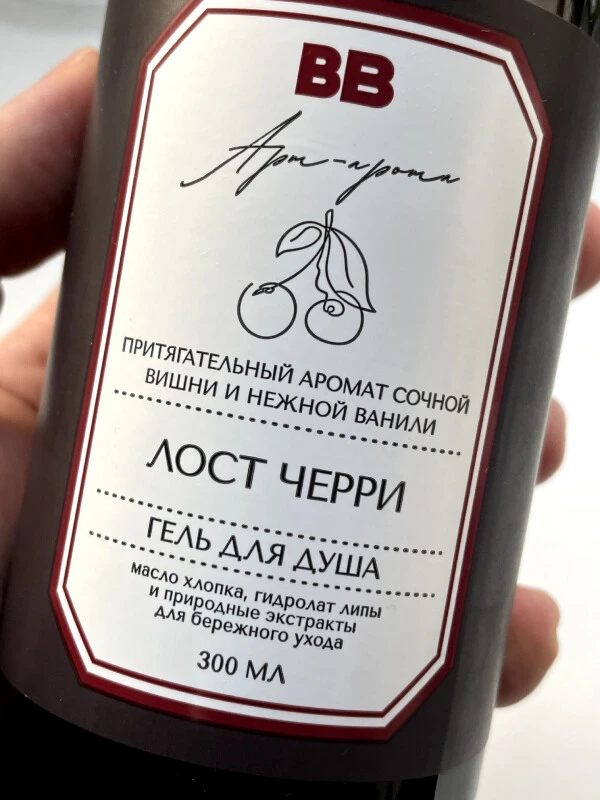 BB
Арт-арома
ПРИТЯГАТЕЛЬНЫЙ АРОМАТ СОЧНОЙ
ВИШНИ И НЕЖНОЙ ВАНИЛИ
ЛОСТ ЧЕРРИ
ГЕЛЬ ДЛЯ ДУША
масло хлопка, гидролат липы
и природные экстракты
для бережного ухода
300 МЛ